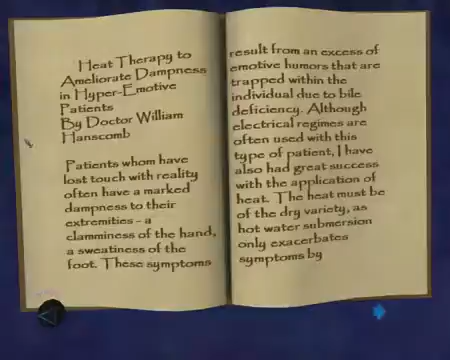 Heat Therapy to
Ameliorate Dampness
in Hyper-Emotive
Patients
By Doctor William
Hanscomb
Patients whom have
lost touch with reality
often have a marked
dampness to their
extremities - a
clamminess of the hand,
a sweatiness of the
foot. These symptoms
result from an excess of
emotive humors that are
trapped within the
individual due to bile
deficiency. Although
electrical regimes are
often used with this
type of patient, I have
also had great success
with the application of
heat. The heat must be
of the dry variety, as
hot water submersion
only exacerbates
symptoms by